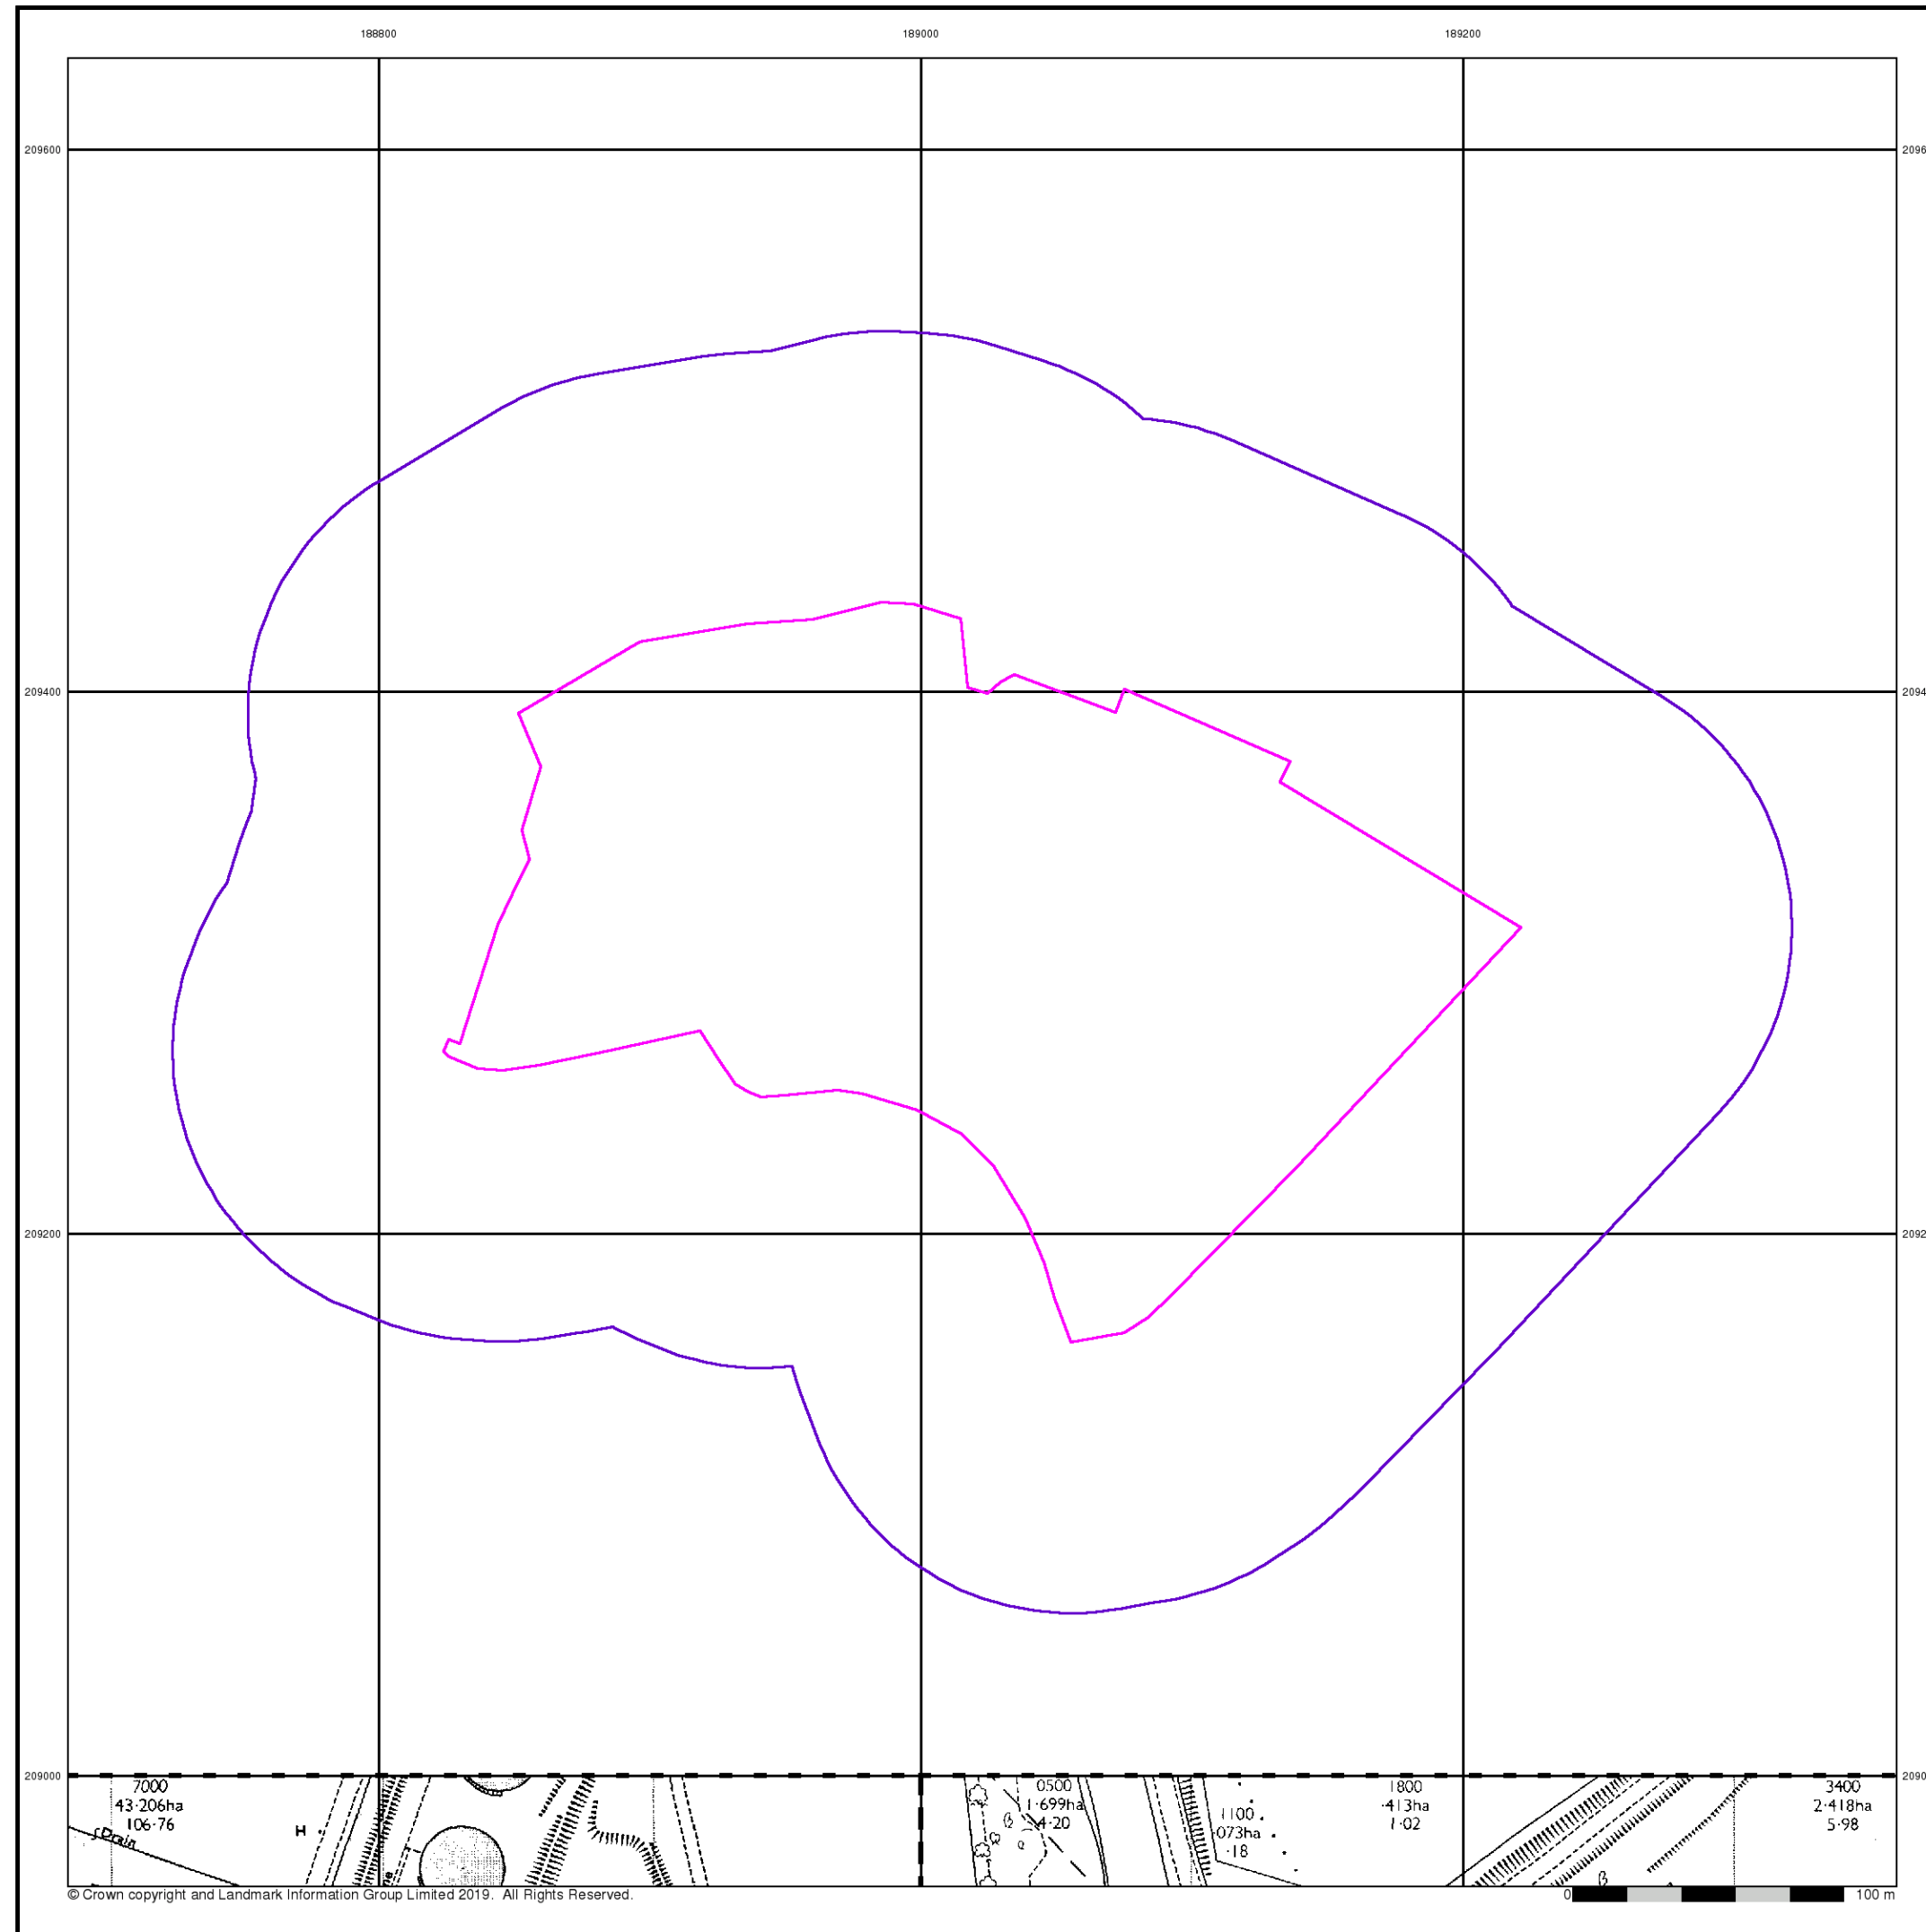 188800 189000 189200
209600 2096
209400 2094
209200 2092
209000 2090
7000
43·206ha
106·76
Drain
H
0500
1·699ha
4·20
1100
·073ha
·18
1800
·413ha
1·02
3400
2·418ha
5·98
© Crown copyright and Landmark Information Group Limited 2019. All Rights Reserved.
0 100 m